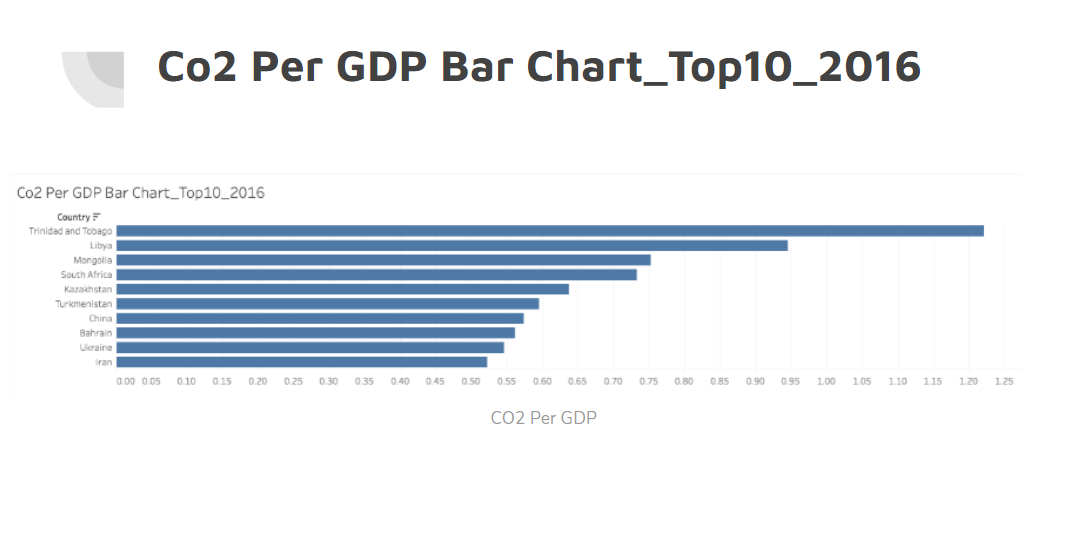 Co2 Per GDP Bar Chart_Top10_2016
Co2 Per GDP Bar Chart_Top10_2016
Country
Trinidad and Tobago
Libya
Mongolia
South Africa
Kazakhstan
Turkmenistan
China
Bahrain
Ukraine
Iran
0.00 0.05 0.10 0.15 0.20 0.25 0.30 0.35 0.40 0.45 0.50 0.55 0.60 0.65 0.70 0.75 0.80 0.85 0.90 0.95 1.00 1.05 1.10 1.15 1.20 1.25
CO2 Per GDP